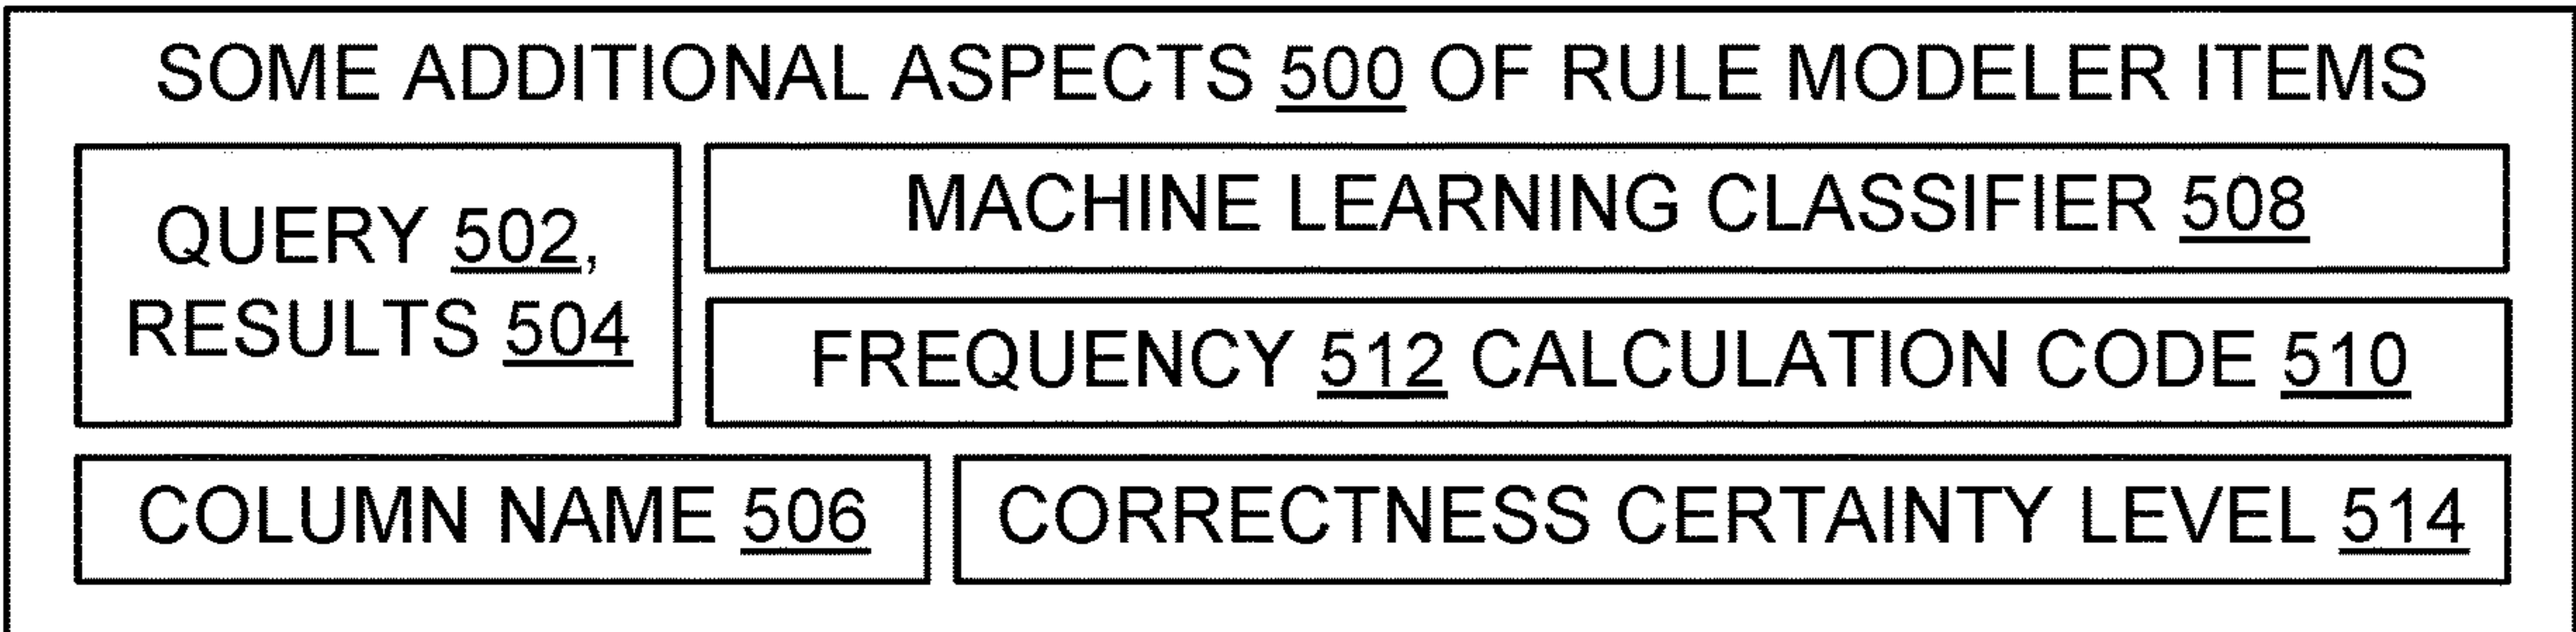 SOME ADDITIONAL ASPECTS 500 OF RULE MODELER ITEMS
QUERY 502,
RESULTS 504
MACHINE LEARNING CLASSIFIER 508
FREQUENCY 512 CALCULATION CODE 510
COLUMN NAME 506
CORRECTNESS CERTAINTY LEVEL 514